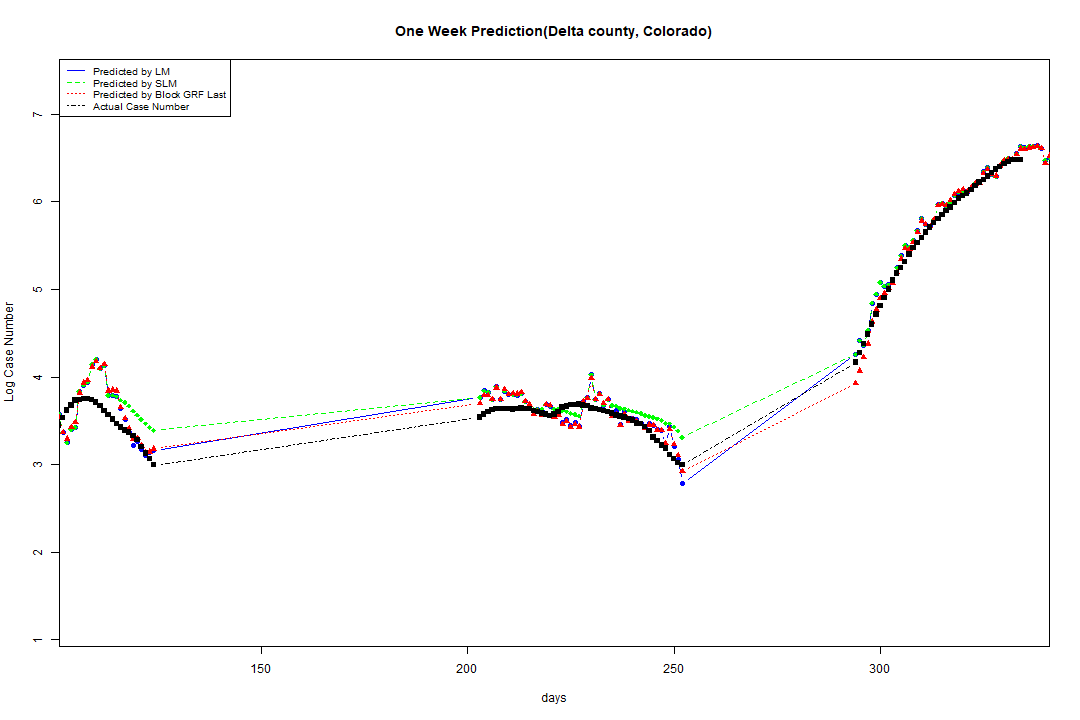 One Week Prediction(Delta county, Colorado)
Predicted by LM
Predicted by SLM
Predicted by Block GRF Last
Actual Case Number
7
6
5
4
3
2
1
Log Case Number
150 200 250 300
days